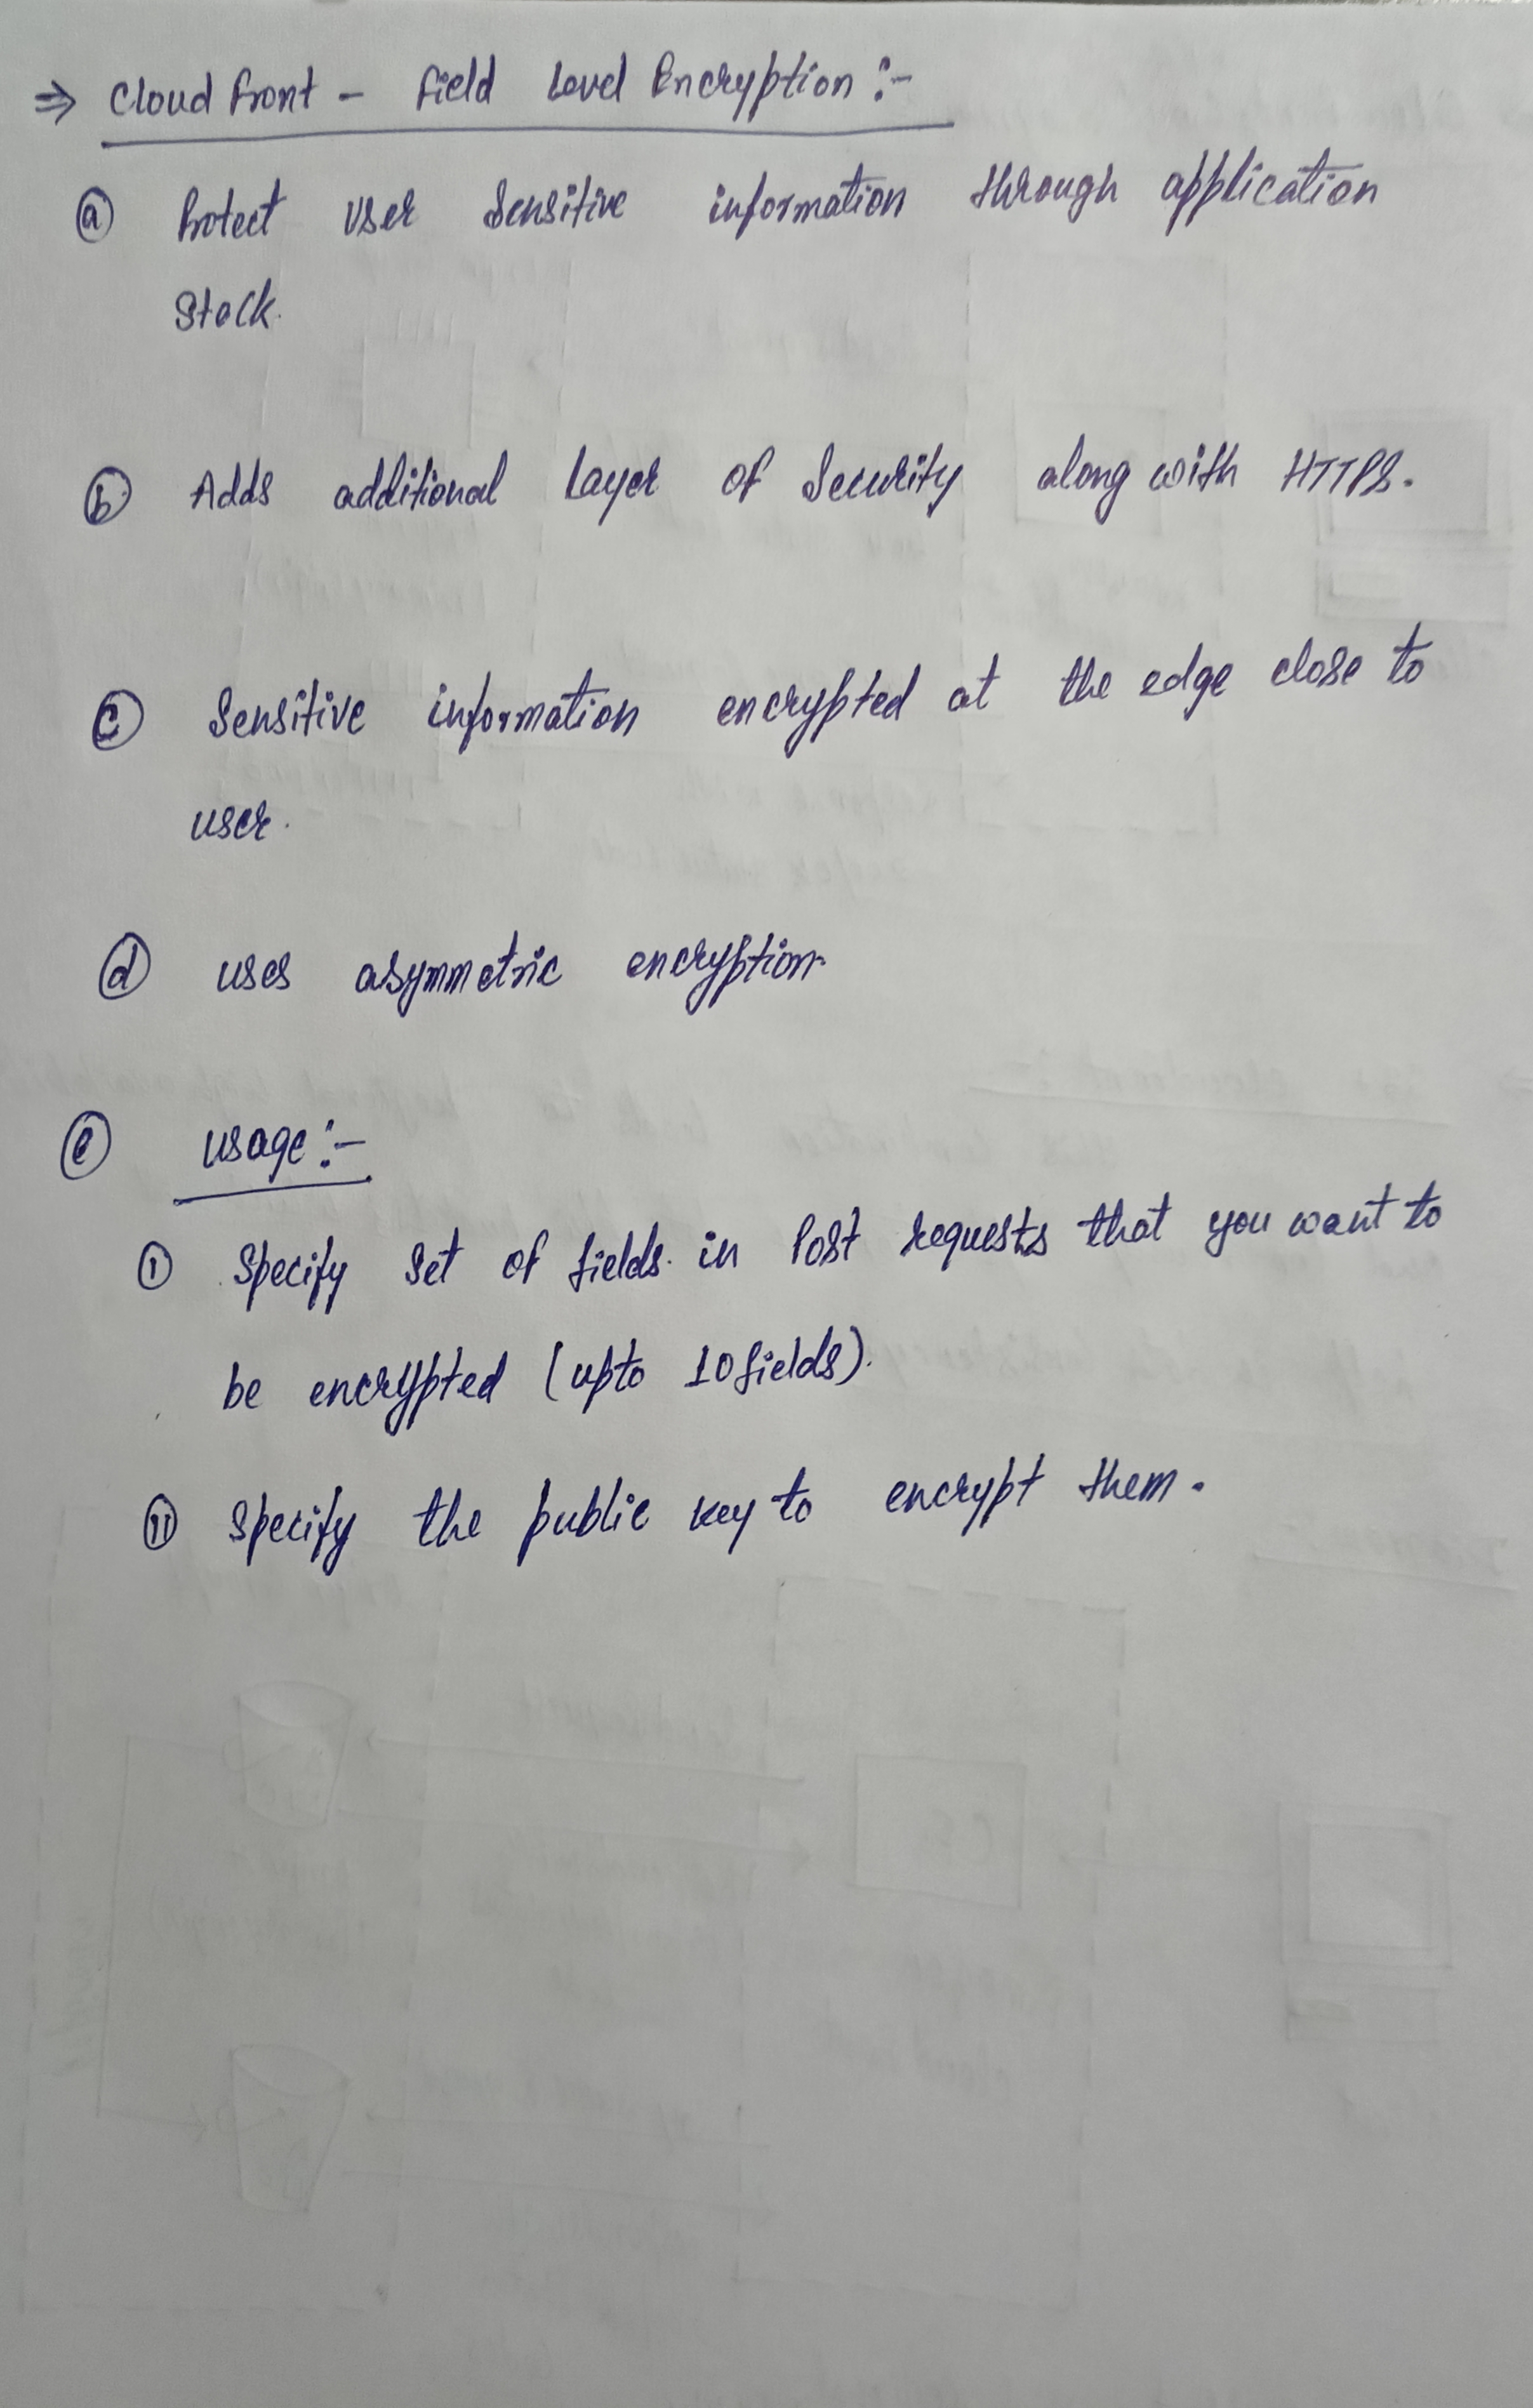 ⇒ Cloud Front - Field Level Encryption :-
ⓐ Protect User Sensitive information through application
Stack.
ⓑ Adds additional Layer of Security along with HTTPS.
ⓒ Sensitive information encrypted at the edge close to
user.
ⓓ uses asymmetric encryption
ⓔ usage :-
ⓘ Specify Set of fields in Post requests that you want to
be encrypted (upto 10 fields).
ⓘⓘ Specify the public key to encrypt them.